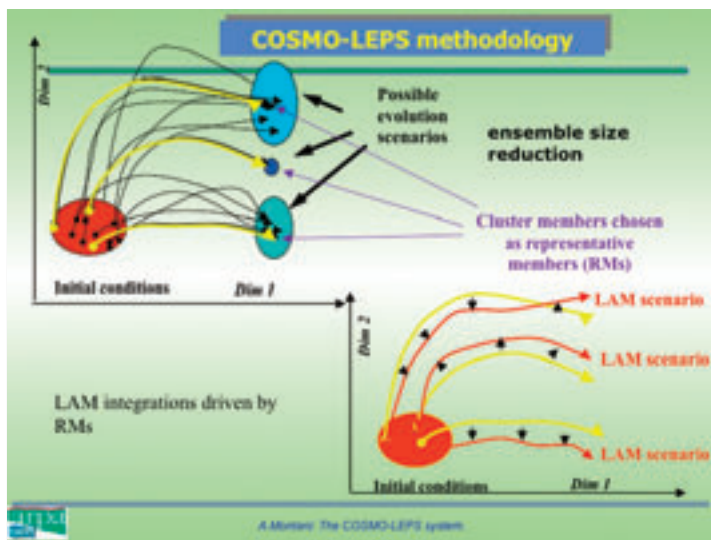 COSMO-LEPS methodology
Dim 2
Possible
evolution
scenarios
ensemble size
reduction
Cluster members chosen
as representative
members (RMs)
Initial conditions
Dim 1
Dim 2
LAM scenario
LAM scenario
LAM scenario
LAM integrations driven by
RMs
Initial conditions
Dim 1
A.Montani: The COSMO-LEPS system.